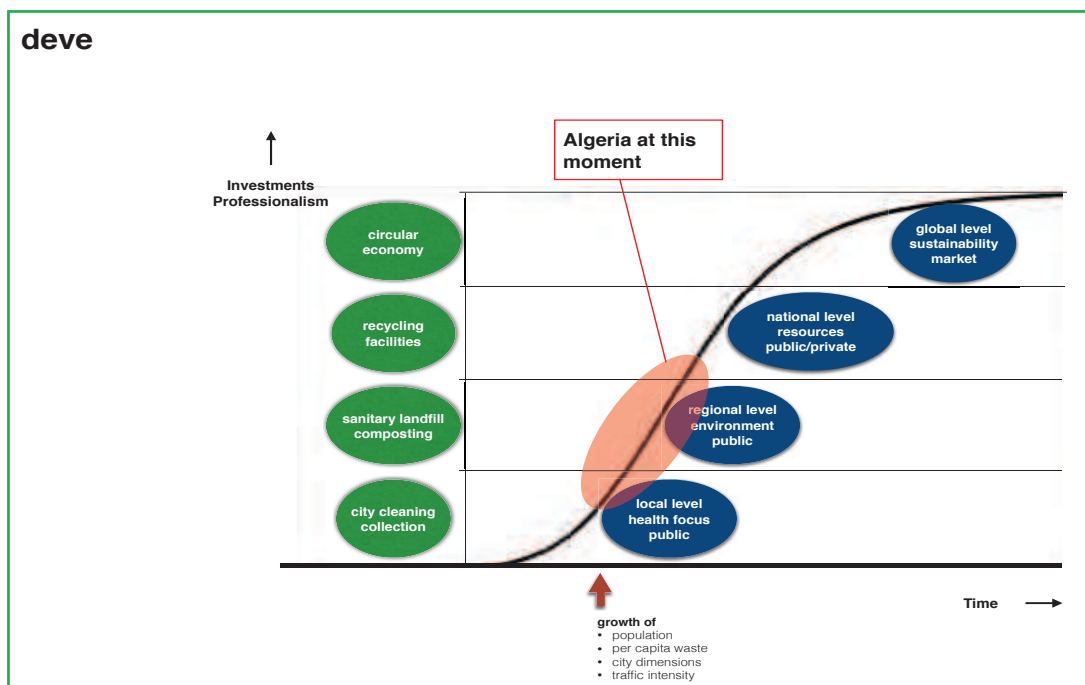 deve
Algeria at this
moment
Investments
Professionalism
circular
economy
global level
sustainability
market
recycling
facilities
national level
resources
public/private
sanitary landfill
composting
regional level
environment
public
city cleaning
collection
local level
health focus
public
Time
growth of
• population
• per capita waste
• city dimensions
• traffic intensity